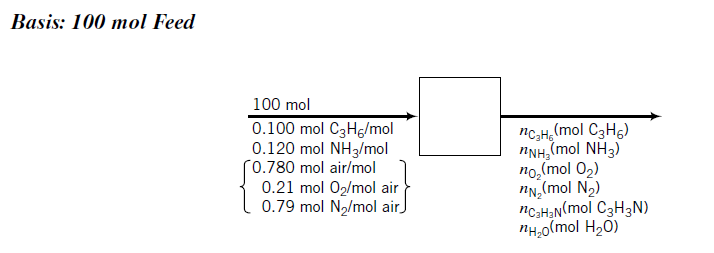 Basis: 100 mol Feed
100 mol
0.100 mol C₃H₆/mol
0.120 mol NH₃/mol
0.780 mol air/mol
0.21 mol O₂/mol air
0.79 mol N₂/mol air
nC₃H₆(mol C₃H₆)
nNH₃(mol NH₃)
nO₂(mol O₂)
nN₂(mol N₂)
nC₃H₃N(mol C₃H₃N)
nH₂O(mol H₂O)